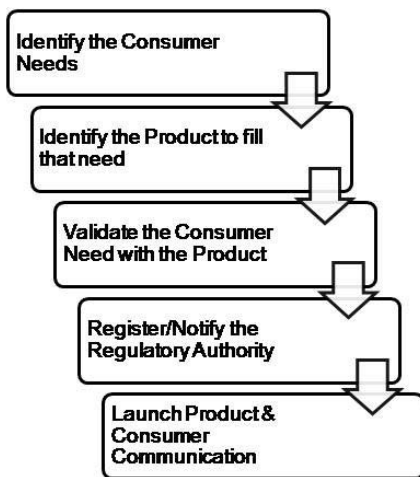 Identify the Consumer
Needs
Identify the Product to fill
that need
Validate the Consumer
Need with the Product
Register/Notify the
Regulatory Authority
Launch Product &
Consumer
Communication